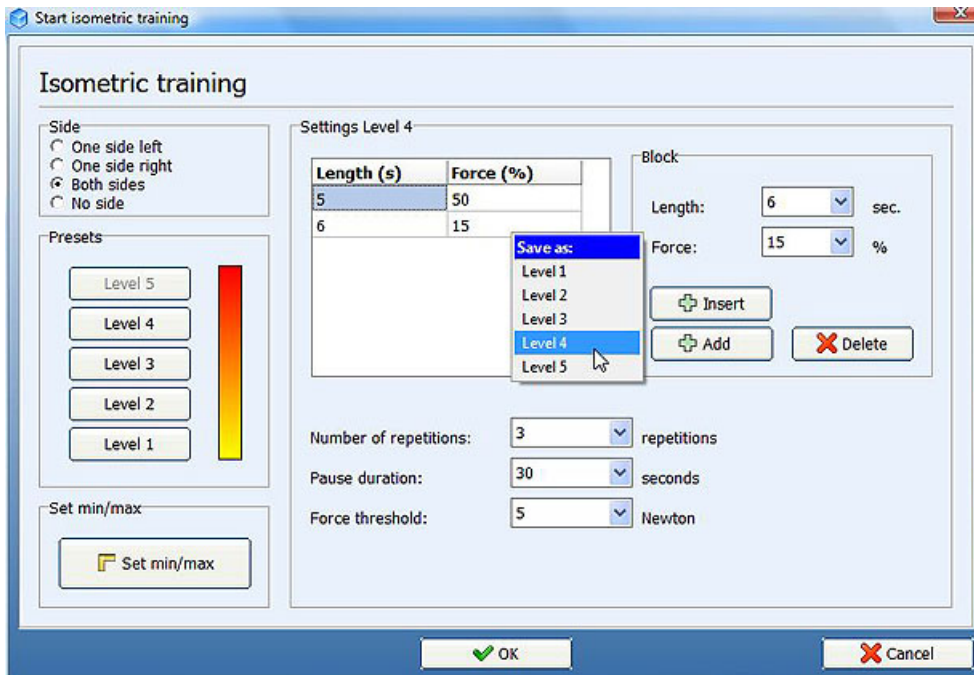 Start isometric training
Isometric training
Side
One side left
One side right
Both sides
No side
Presets
Level 5
Level 4
Level 3
Level 2
Level 1
Set min/max
Set min/max
Settings Level 4
Length (s) Force (%)
5 50
6 15
Save as:
Level 1
Level 2
Level 3
Level 4
Level 5
Block
Length: 6 sec.
Force: 15 %
Insert
Add Delete
Number of repetitions: 3 repetitions
Pause duration: 30 seconds
Force threshold: 5 Newton
OK Cancel